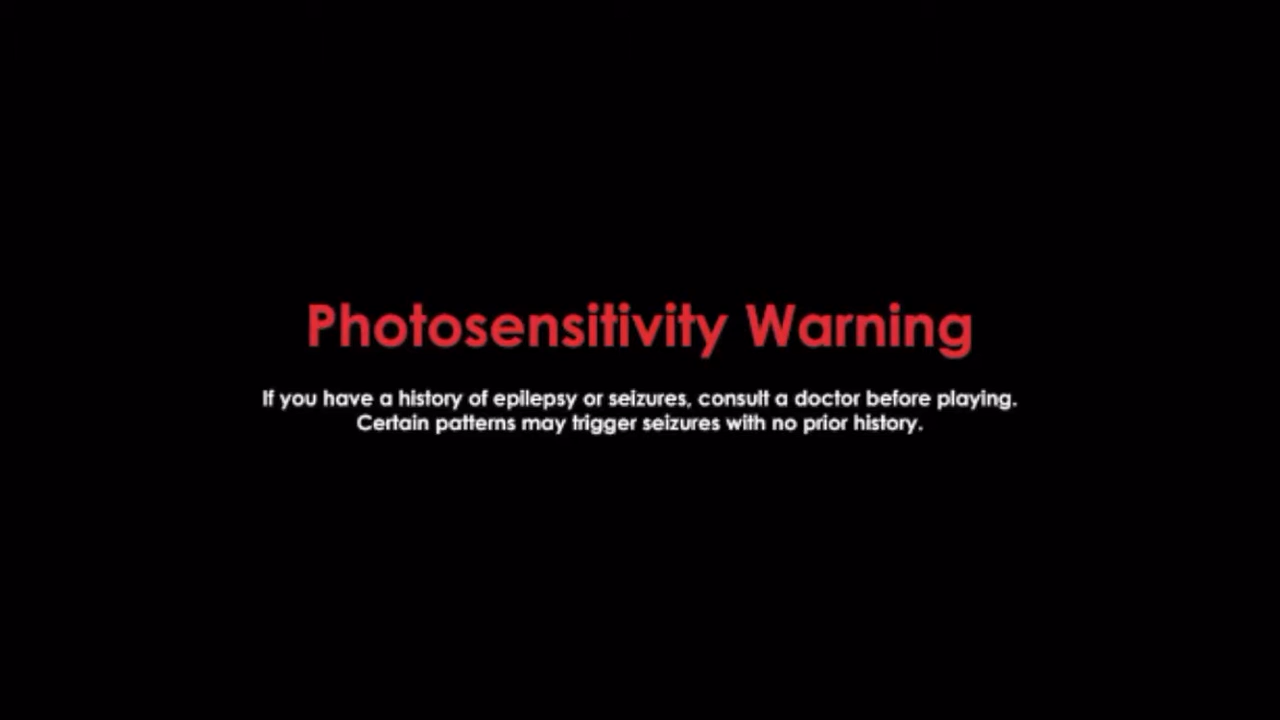 Photosensitivity Warning
If you have a history of epilepsy or seizures, consult a doctor before playing.
Certain patterns may trigger seizures with no prior history.